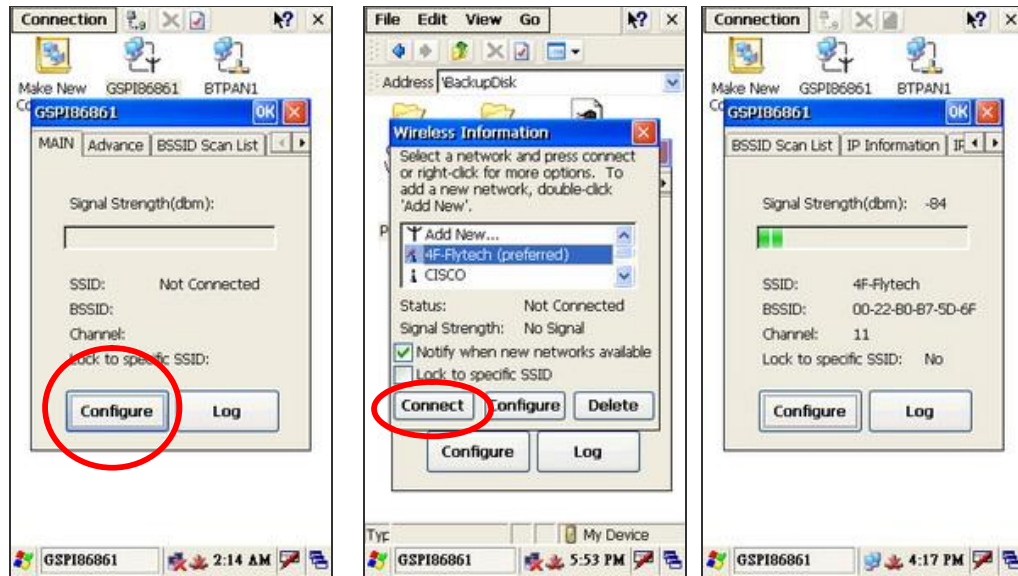 Connection
Make New
GSPI86861
BTPAN1
GSPI86861
OK
MAIN
Advance
BSSID Scan List
Signal Strength(dbm):
SSID: Not Connected
BSSID:
Channel:
Lock to specific SSID:
Configure
Log
GSPI86861
2:14 AM
File Edit View Go
Address \BackupDisk
Wireless Information
Select a network and press connect
or right-click for more options. To
add a new network, double-click
'Add New'.
Add New...
4F-Flytech (preferred)
CISCO
Status: Not Connected
Signal Strength: No Signal
Notify when new networks available
Lock to specific SSID
Connect
Configure
Delete
Configure
Log
My Device
GSPI86861
5:53 PM
Connection
Make New
GSPI86861
BTPAN1
GSPI86861
OK
BSSID Scan List
IP Information
Signal Strength(dbm): -84
SSID: 4F-Flytech
BSSID: 00-22-B0-B7-5D-6F
Channel: 11
Lock to specific SSID: No
Configure
Log
GSPI86861
4:17 PM